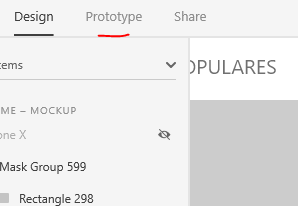 Design Prototype Share
tems
OPULARES
ME – MOCKUP
one X
Mask Group 599
Rectangle 298